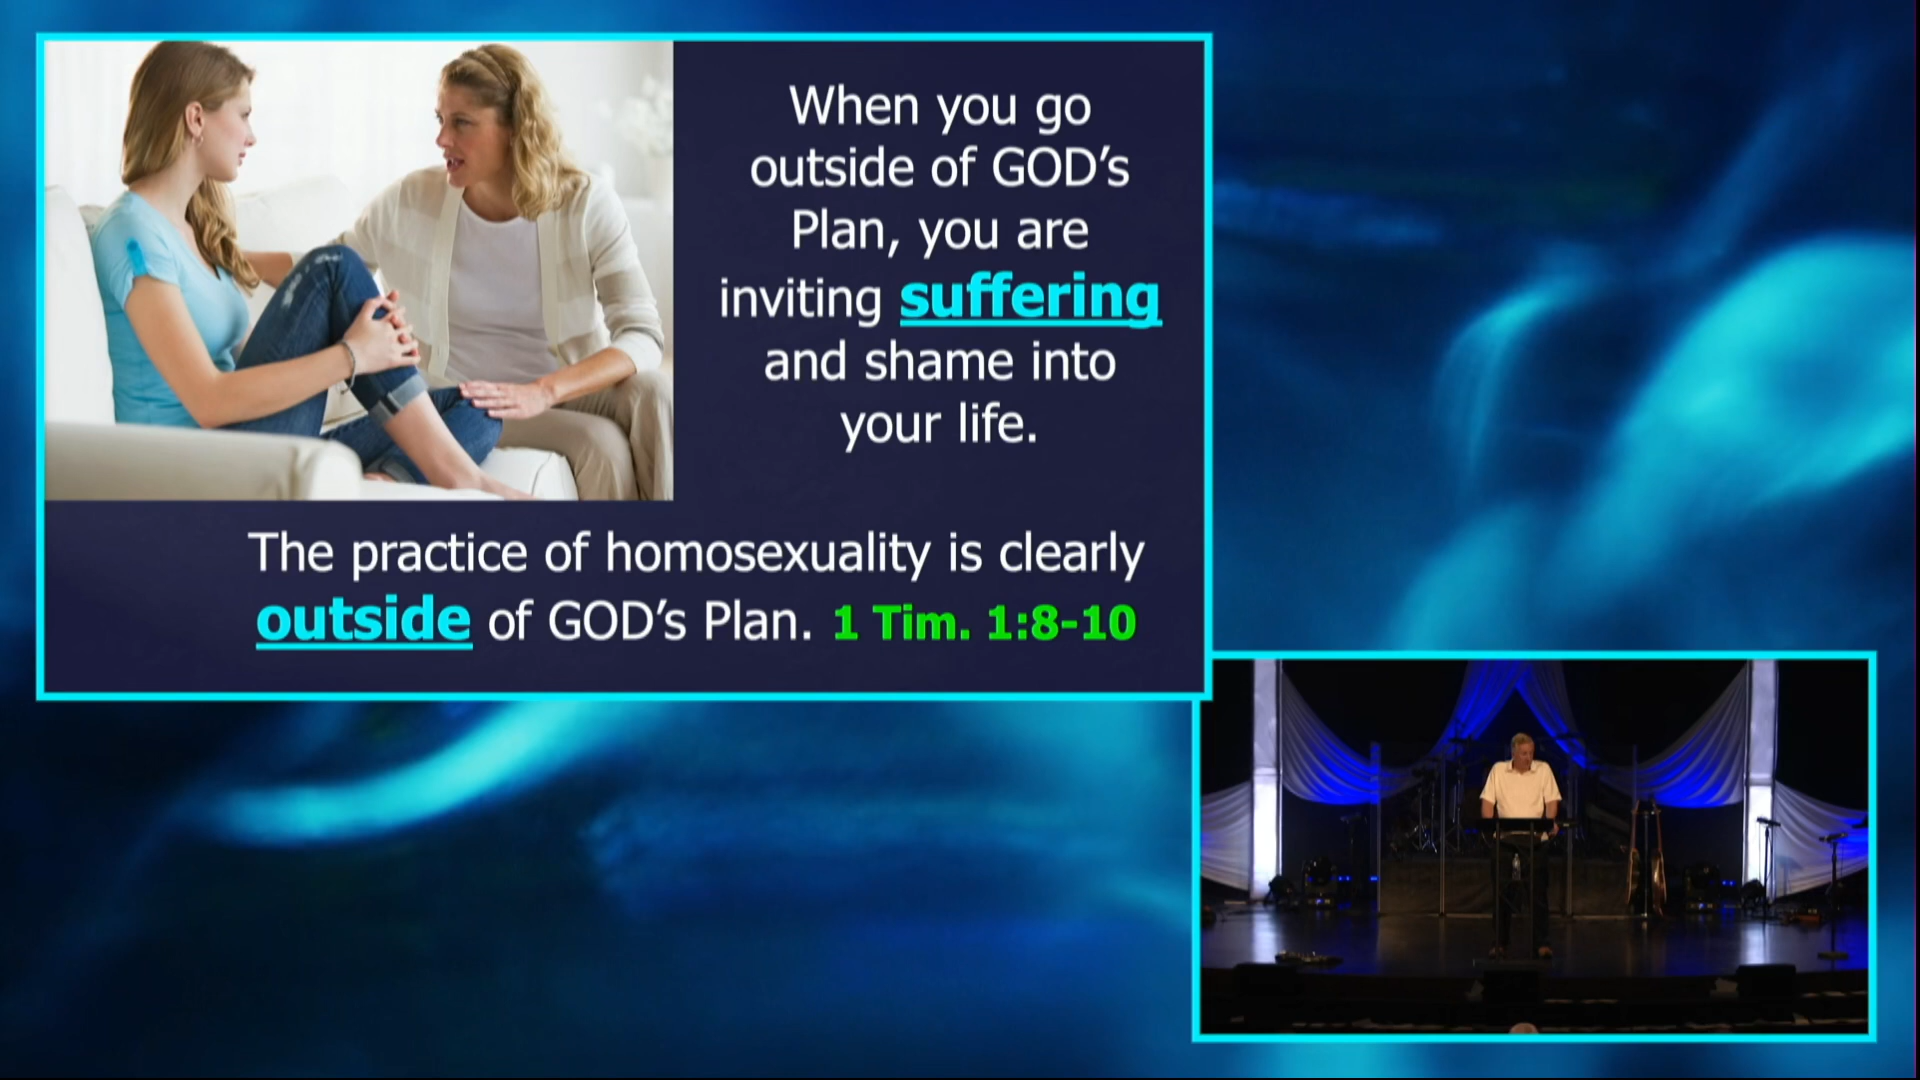 When you go
outside of GOD’s
Plan, you are
inviting suffering
and shame into
your life.
The practice of homosexuality is clearly
outside of GOD’s Plan. 1 Tim. 1:8-10